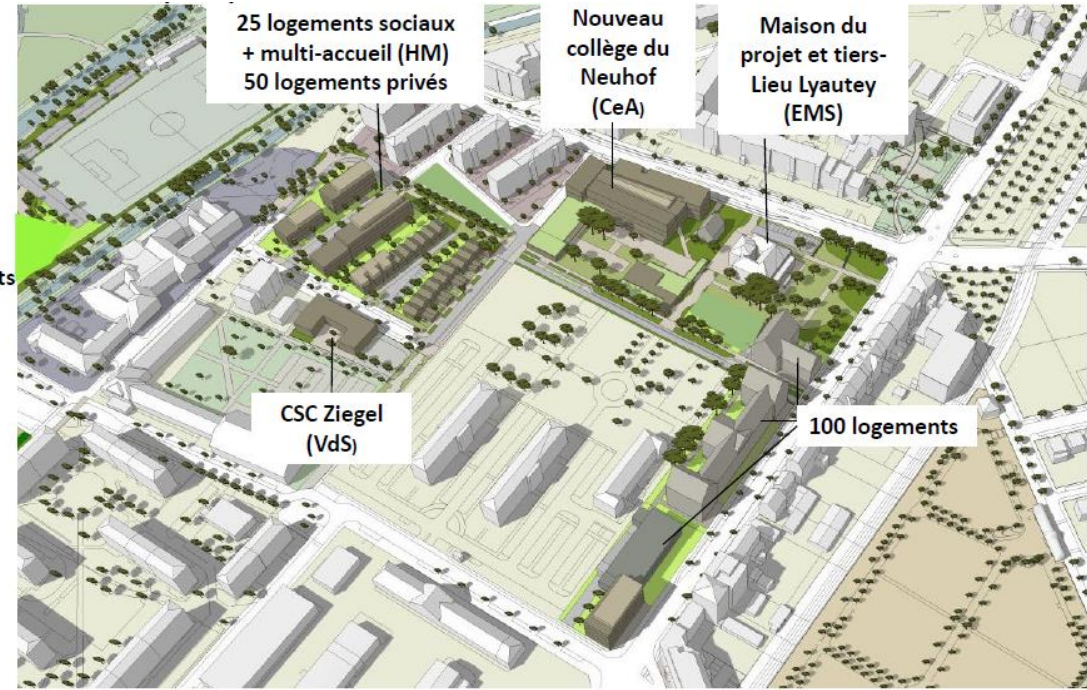 25 logements sociaux
+ multi-accueil (HM)
50 logements privés
Nouveau
collège du
Neuhof
(CeA)
Maison du
projet et tiers-
Lieu Lyautey
(EMS)
ts
CSC Ziegel
(VdS)
100 logements